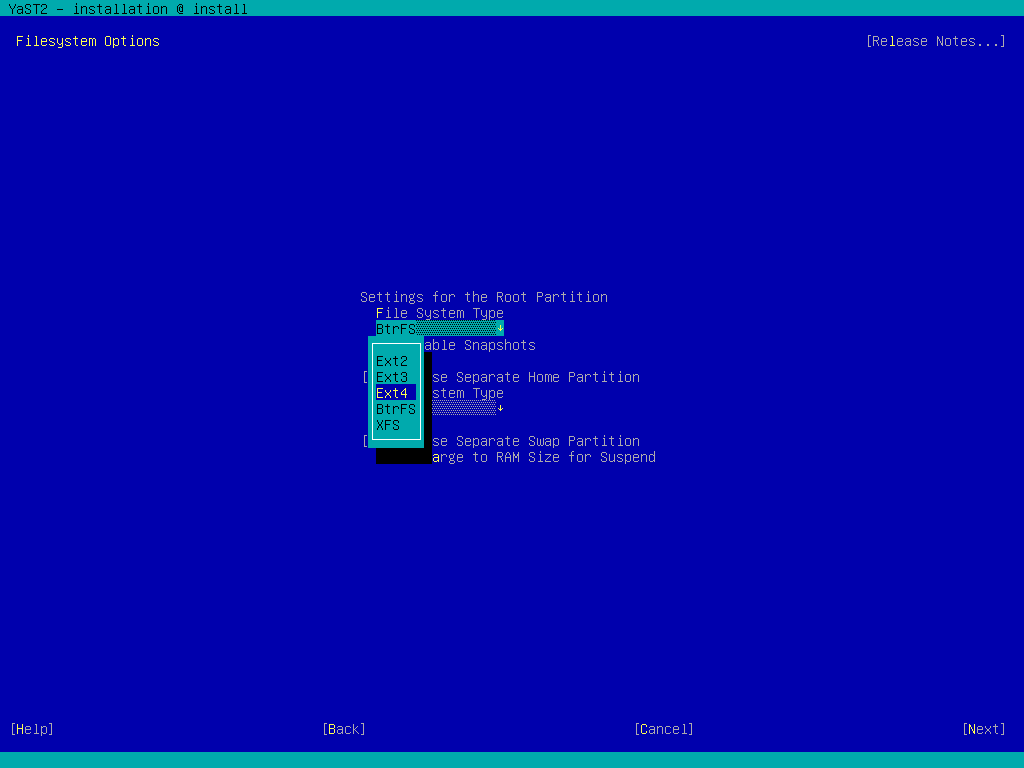 YaST2 - installation @ install
Filesystem Options
[Release Notes...]
Settings for the Root Partition
File System Type
BtrFS↓
able Snapshots
Ext2
Ext3
Ext4
BtrFS
XFS
[
se Separate Home Partition
stem Type
↓
[
se Separate Swap Partition
arge to RAM Size for Suspend
[Help]
[Back]
[Cancel]
[Next]